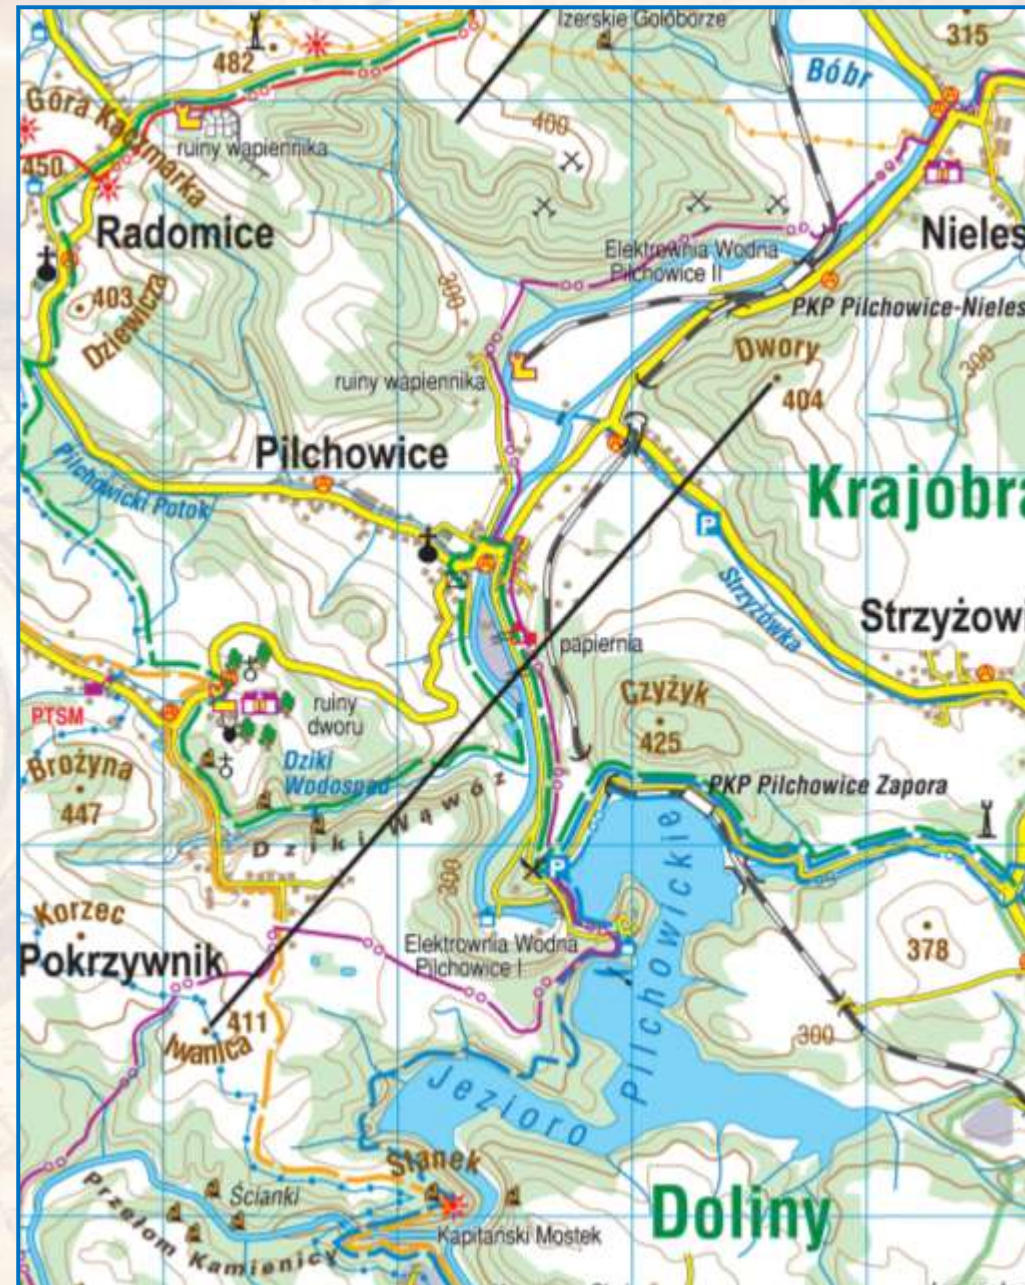 Izerskie Gołoborze
315
482
Bóbr
Góra Kaczmarka
400
ruiny wapiennika
450
Radomice
Nieles
Elektrownia Wodna
Pilchowice II
403
Dziewicza
300
PKP Pilchowice-Nieles
Dwory
300
ruiny wapiennika
404
Pilchowice
Krajobra
Pilchowicki Potok
P
Strzyżówka
Strzyżow
papiernia
Czyżyk
425
PTSM
ruiny
dworu
Brożyna
447
Dziki
Wodospad
PKP Pilchowice Zapora
Dziki Wąwóz
300
P
Korzec
Pokrzywnik
Elektrownia Wodna
Pilchowice I
378
411
Iwanica
300
Jezioro Pilchowickie
Stanek
Ścianki
Przełom Kamienicy
Kapitański Mostek
Doliny